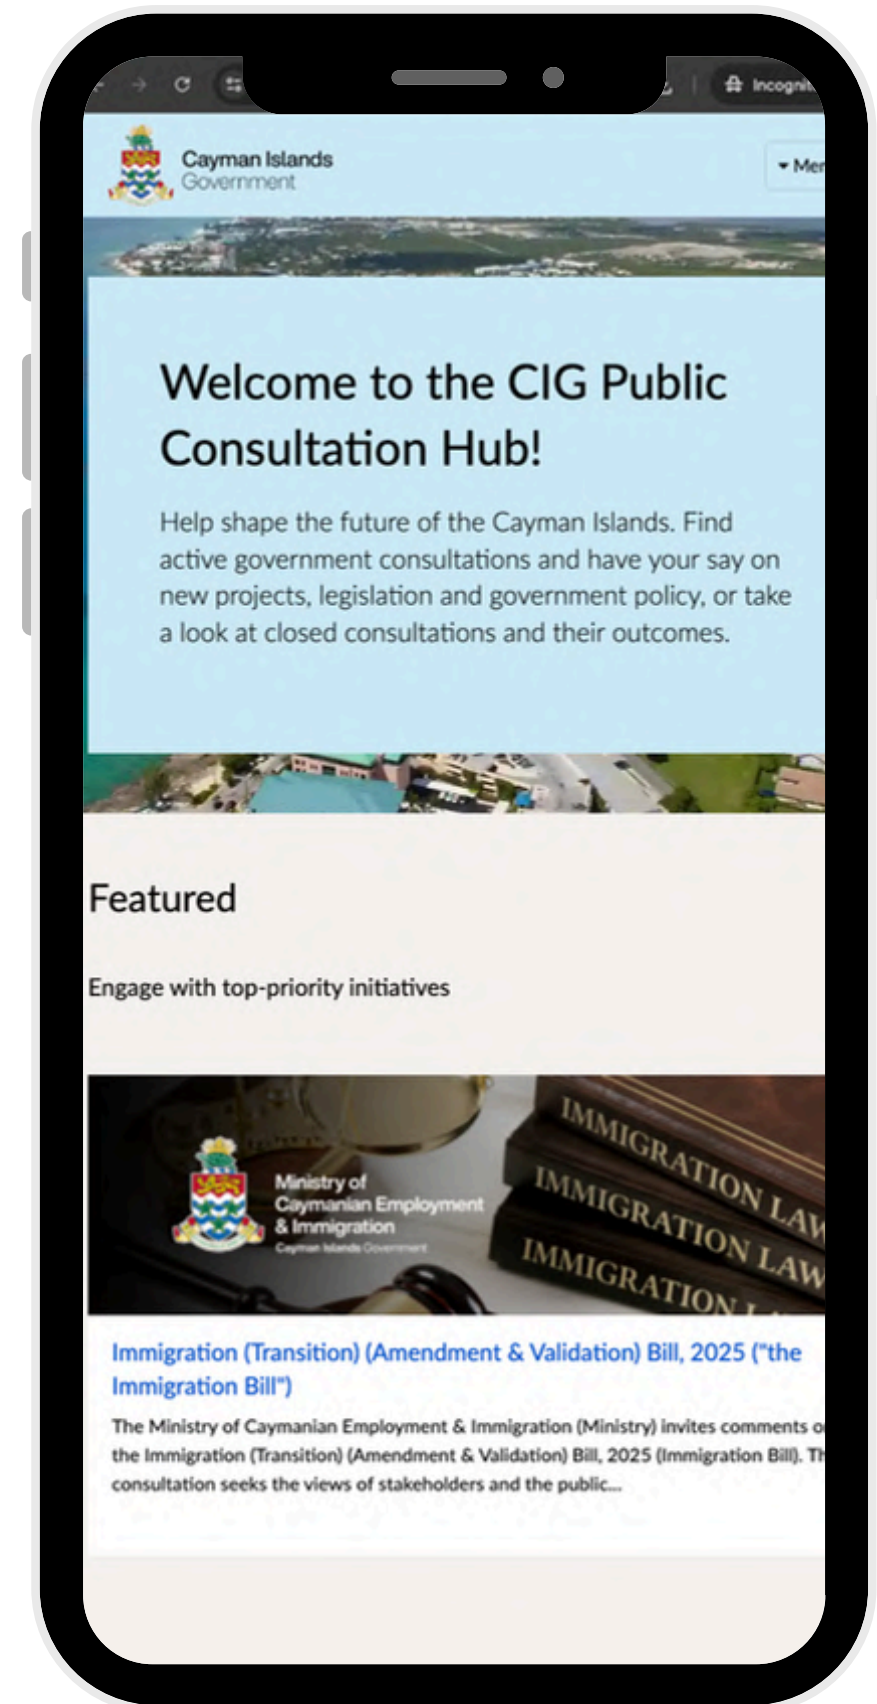 Incognit
Cayman Islands
Government
Men
Welcome to the CIG Public
Consultation Hub!
Help shape the future of the Cayman Islands. Find
active government consultations and have your say on
new projects, legislation and government policy, or take
a look at closed consultations and their outcomes.
Featured
Engage with top-priority initiatives
Ministry of
Caymanian Employment
& Immigration
Cayman Islands Government
IMMIGRATION LAW
IMMIGRATION LAW
IMMIGRATION LA
Immigration (Transition) (Amendment & Validation) Bill, 2025 ("the
Immigration Bill")
The Ministry of Caymanian Employment & Immigration (Ministry) invites comments o
the Immigration (Transition) (Amendment & Validation) Bill, 2025 (Immigration Bill). Th
consultation seeks the views of stakeholders and the public...